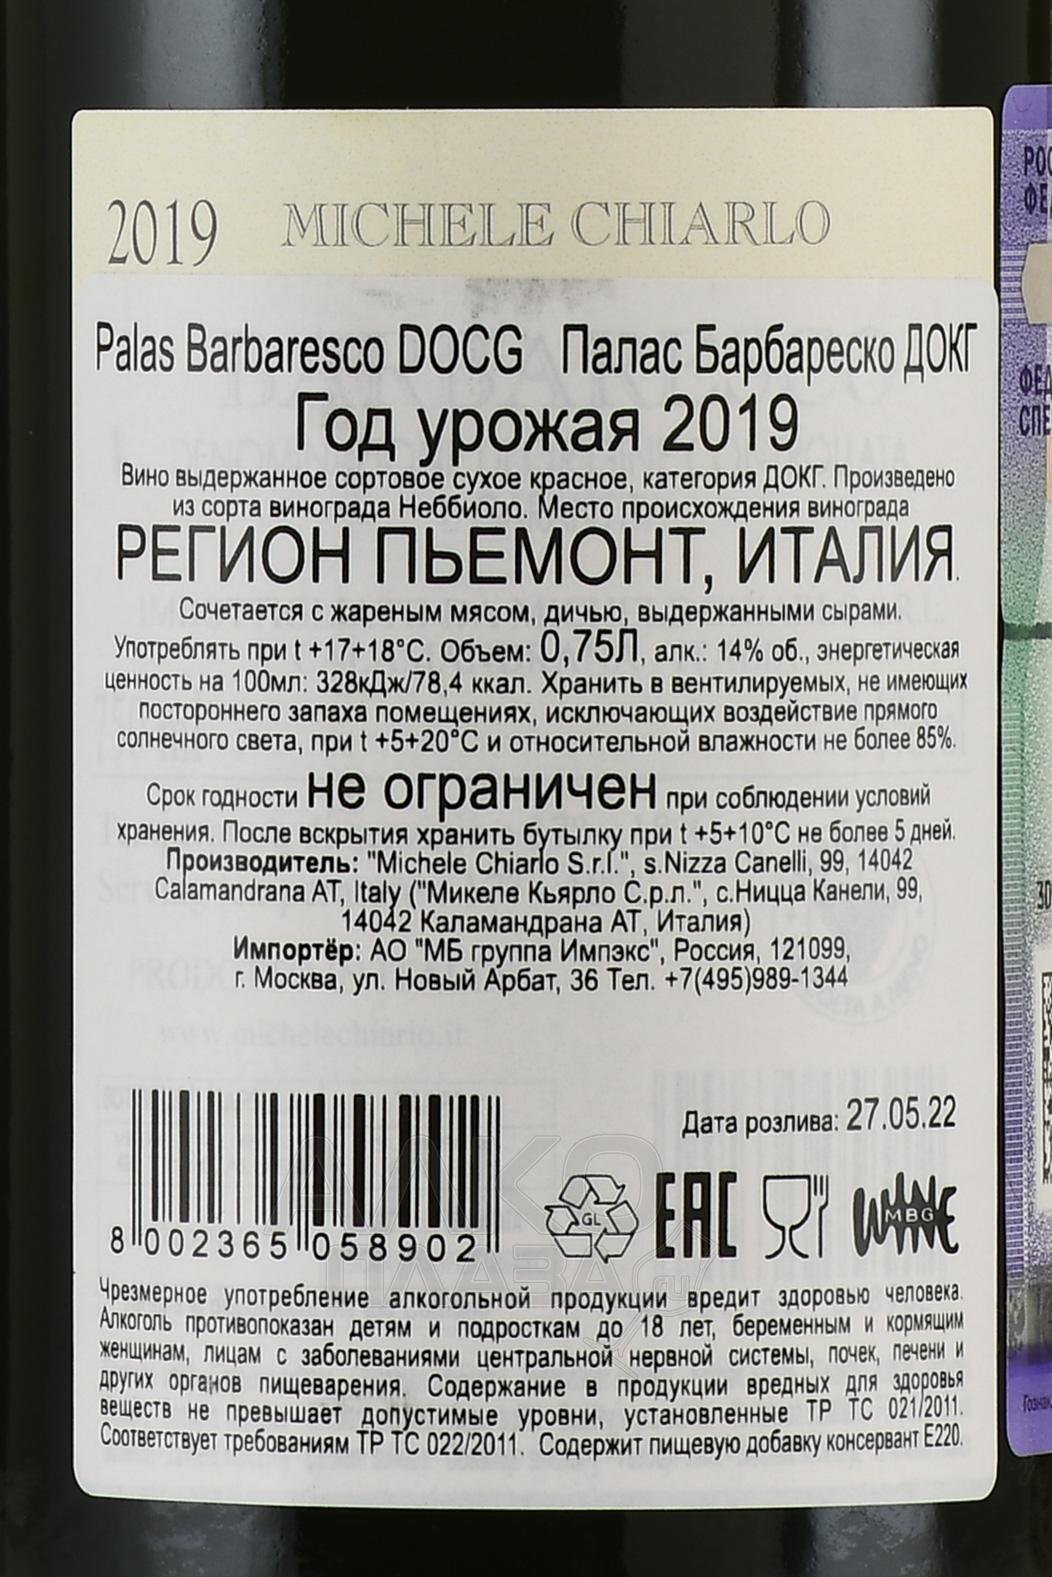 2019 MICHELE CHIARLO
Palas Barbaresco DOCG Палас Барбареско ДОКГ
Год урожая 2019
Вино выдержанное сортовое сухое красное, категория ДОКГ. Произведено
из сорта винограда Неббиоло. Место происхождения винограда
РЕГИОН ПЬЕМОНТ, ИТАЛИЯ.
Сочетается с жареным мясом, дичью, выдержанными сырами.
Употреблять при t +17+18°С. Объем: 0,75Л, алк.: 14% об., энергетическая
ценность на 100мл: 328кДж/78,4 ккал. Хранить в вентилируемых, не имеющих
постороннего запаха помещениях, исключающих воздействие прямого
солнечного света, при t +5+20°С и относительной влажности не более 85%.
Срок годности не ограничен при соблюдении условий
хранения. После вскрытия хранить бутылку при t +5+10°С не более 5 дней.
Производитель: "Michele Chiarlo S.r.l.", s.Nizza Canelli, 99, 14042
Calamandrana AT, Italy ("Микеле Кьярло С.р.л.", с.Ницца Канели, 99,
14042 Каламандрана АТ, Италия)
Импортёр: АО "МБ группа Импэкс", Россия, 121099,
г. Москва, ул. Новый Арбат, 36 Тел. +7(495)989-1344
www.michelechiarlo.it
Дата розлива: 27.05.22
GL EAC WINE MBG
8 002365 058902
АЛКО
ПЛАЗА.ru
Чрезмерное употребление алкогольной продукции вредит здоровью человека.
Алкоголь противопоказан детям и подросткам до 18 лет, беременным и кормящим
женщинам, лицам с заболеваниями центральной нервной системы, почек, печени и
других органов пищеварения. Содержание в продукции вредных для здоровья
веществ не превышает допустимые уровни, установленные ТР ТС 021/2011.
Соответствует требованиям ТР ТС 022/2011. Содержит пищевую добавку консервант Е220.